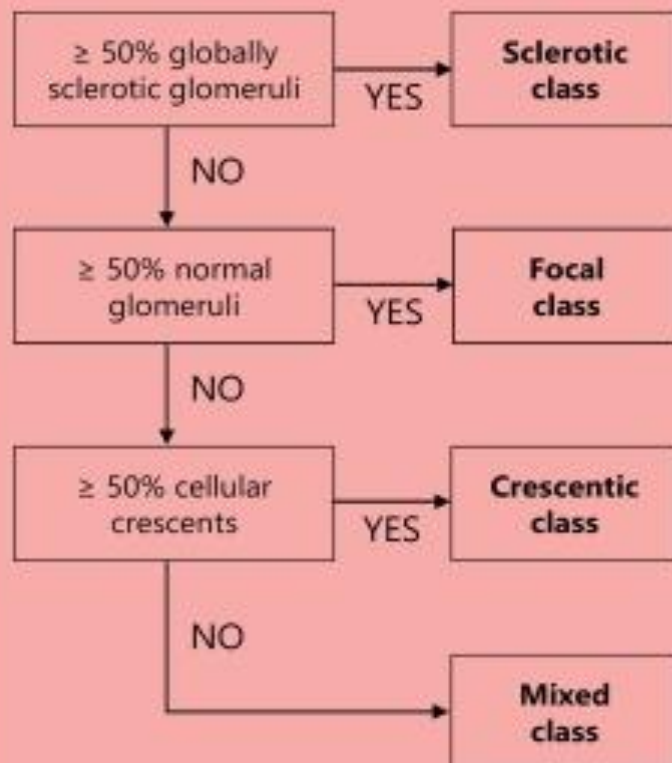 ≥ 50% globally
sclerotic glomeruli
YES
Sclerotic
class
NO
≥ 50% normal
glomeruli
YES
Focal
class
NO
≥ 50% cellular
crescents
YES
Crescentic
class
NO
Mixed
class